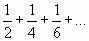 1/2 + 1/4 + 1/6 + ...